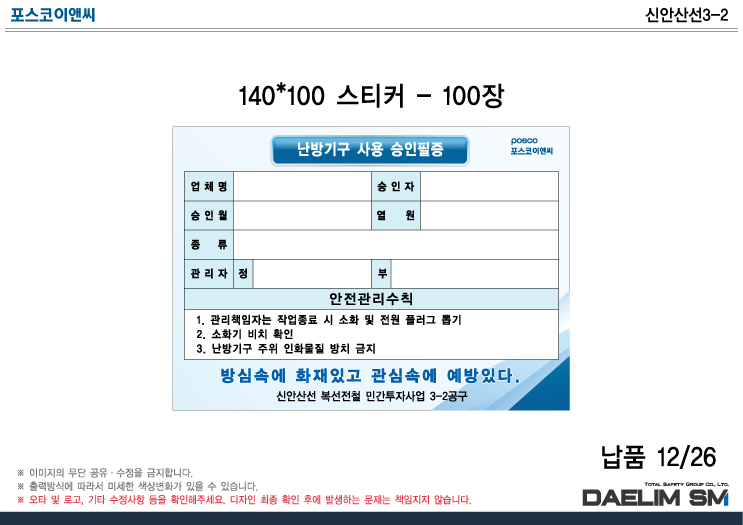 포스코이앤씨
신안산선3-2
140*100 스티커 - 100장
난방기구 사용 승인필증
posco
포스코이앤씨
업체명 승인자
승인월 열 원
종 류
관리자 정 부
안전관리수칙
1. 관리책임자는 작업종료 시 소화 및 전원 플러그 뽑기
2. 소화기 비치 확인
3. 난방기구 주위 인화물질 방치 금지
방심속에 화재있고 관심속에 예방있다.
신안산선 복선전철 민간투자사업 3-2공구
납품 12/26
※ 이미지의 무단 공유·수정을 금지합니다.
※ 출력방식에 따라서 미세한 색상변화가 있을 수 있습니다.
※ 오타 및 로고, 기타 수정사항 등을 확인해주세요. 디자인 최종 확인 후에 발생하는 문제는 책임지지 않습니다.
Total Safety Group Co., Ltd.
DAELIM SM